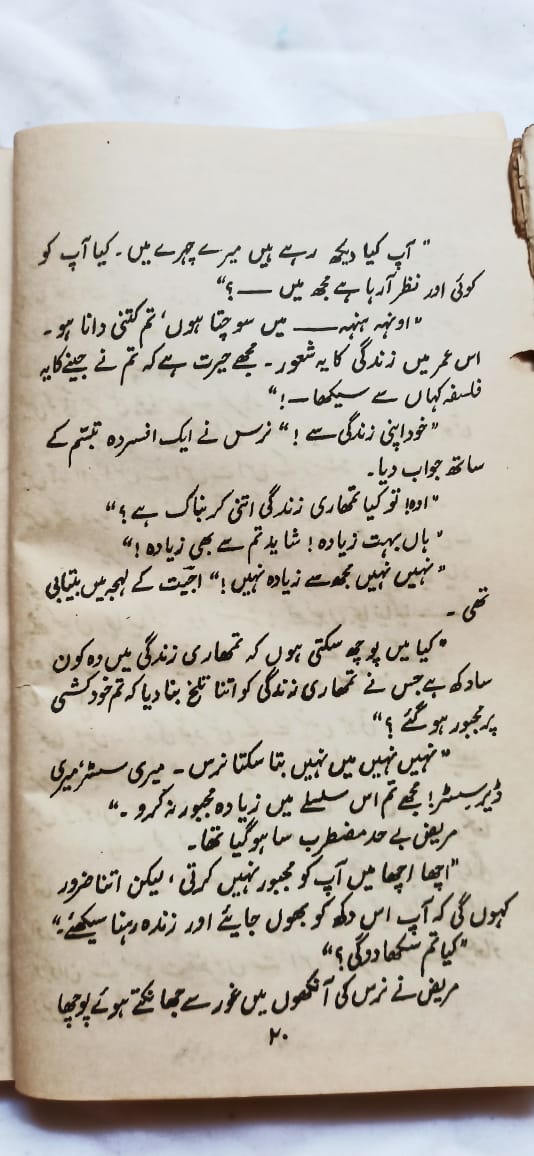 "آپ کیا دیکھ رہے ہیں میرے چہرے میں۔ کیا آپ کو
کوئی اور نظر آ رہا ہے مجھ میں ــــ ؟"
"اونہہ ہنہہ ــــ میں سوچتا ہوں، تم کتنی دانا ہو۔
اس عمر میں زندگی کا یہ شعور۔ مجھے حیرت ہے کہ تم نے جینے کا یہ
فلسفہ کہاں سے سیکھا ــ !"
"خود اپنی زندگی سے !" نرس نے ایک افسردہ تبسّم کے
ساتھ جواب دیا۔
"اوہ! تو کیا تمھاری زندگی اتنی کربناک ہے ؟"
"ہاں بہت زیادہ ! شاید تم سے بھی زیادہ !"
"نہیں نہیں مجھ سے زیادہ نہیں !" اجیت کے لہجہ میں بیتابی
تھی۔
"کیا میں پوچھ سکتی ہوں کہ تمھاری زندگی میں وہ کون
سا دکھ ہے جس نے تمھاری زندگی کو اتنا تلخ بنا دیا کہ تم خودکشی
پر مجبور ہو گئے ؟"
"نہیں نہیں میں نہیں بتا سکتا نرس۔ میری سسٹر، میری
ڈیر سسٹر! مجھے تم اس سلسلے میں زیادہ مجبور نہ کرو۔"
مریض بے حد مضطرب سا ہو گیا تھا۔
"اچھا اچھا میں آپ کو مجبور نہیں کرتی، لیکن اتنا ضرور
کہوں گی کہ آپ اس دکھ کو بھول جایئے اور زندہ رہنا سیکھئے۔"
"کیا تم سکھا دو گی ؟"
مریض نے نرس کی آنکھوں میں غور سے جھانکتے ہوئے پوچھا
۲۰